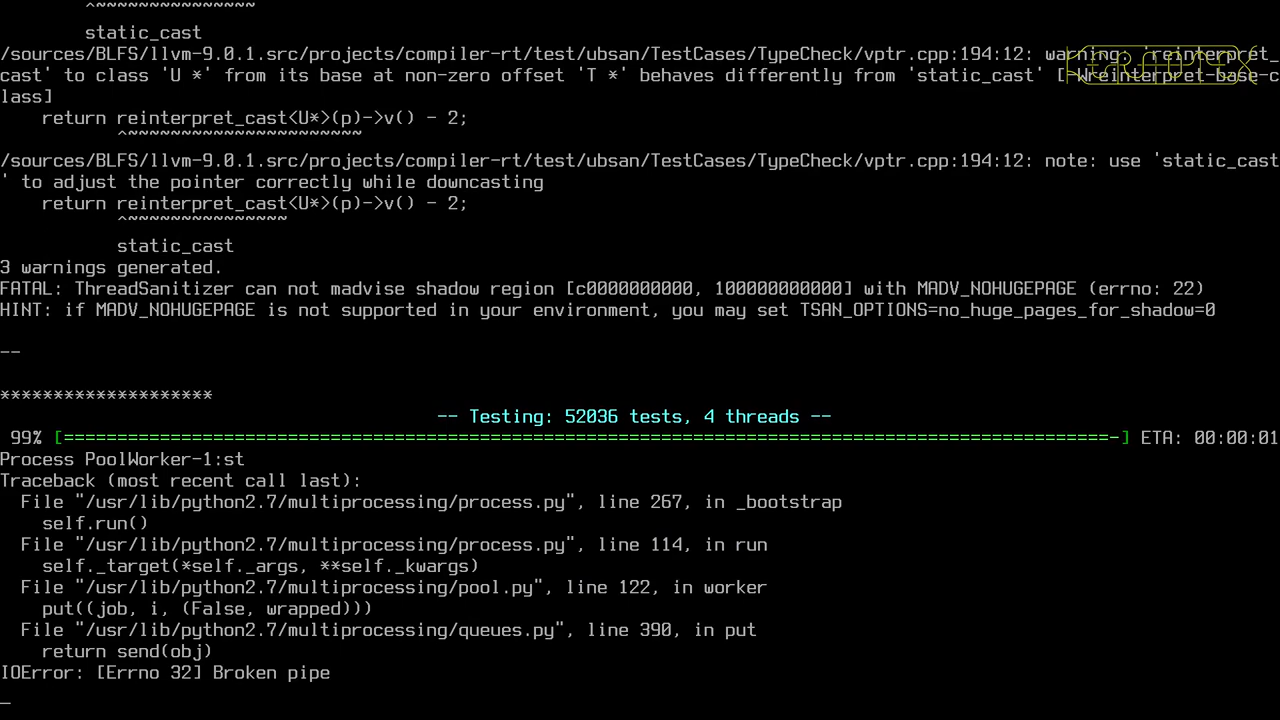 ^~~~~~~~~~~~~~~~
static_cast
/sources/BLFS/llvm-9.0.1.src/projects/compiler-rt/test/ubsan/TestCases/TypeCheck/vptr.cpp:194:12: warning: 'reinterpret_
cast' to class 'U *' from its base at non-zero offset 'T *' behaves differently from 'static_cast' [-Wreinterpret-base-c
lass]
    return reinterpret_cast<U*>(p)->v() - 2;
           ^~~~~~~~~~~~~~~~~~~~~~~
/sources/BLFS/llvm-9.0.1.src/projects/compiler-rt/test/ubsan/TestCases/TypeCheck/vptr.cpp:194:12: note: use 'static_cast
' to adjust the pointer correctly while downcasting
    return reinterpret_cast<U*>(p)->v() - 2;
           ^~~~~~~~~~~~~~~~
           static_cast
3 warnings generated.
FATAL: ThreadSanitizer can not madvise shadow region [c0000000000, 100000000000] with MADV_NOHUGEPAGE (errno: 22)
HINT: if MADV_NOHUGEPAGE is not supported in your environment, you may set TSAN_OPTIONS=no_huge_pages_for_shadow=0
--
********************
-- Testing: 52036 tests, 4 threads --
99% [===================================================================================================-] ETA: 00:00:01
Process PoolWorker-1:st
Traceback (most recent call last):
  File "/usr/lib/python2.7/multiprocessing/process.py", line 267, in _bootstrap
    self.run()
  File "/usr/lib/python2.7/multiprocessing/process.py", line 114, in run
    self._target(*self._args, **self._kwargs)
  File "/usr/lib/python2.7/multiprocessing/pool.py", line 122, in worker
    put((job, i, (False, wrapped)))
  File "/usr/lib/python2.7/multiprocessing/queues.py", line 390, in put
    return send(obj)
IOError: [Errno 32] Broken pipe
_